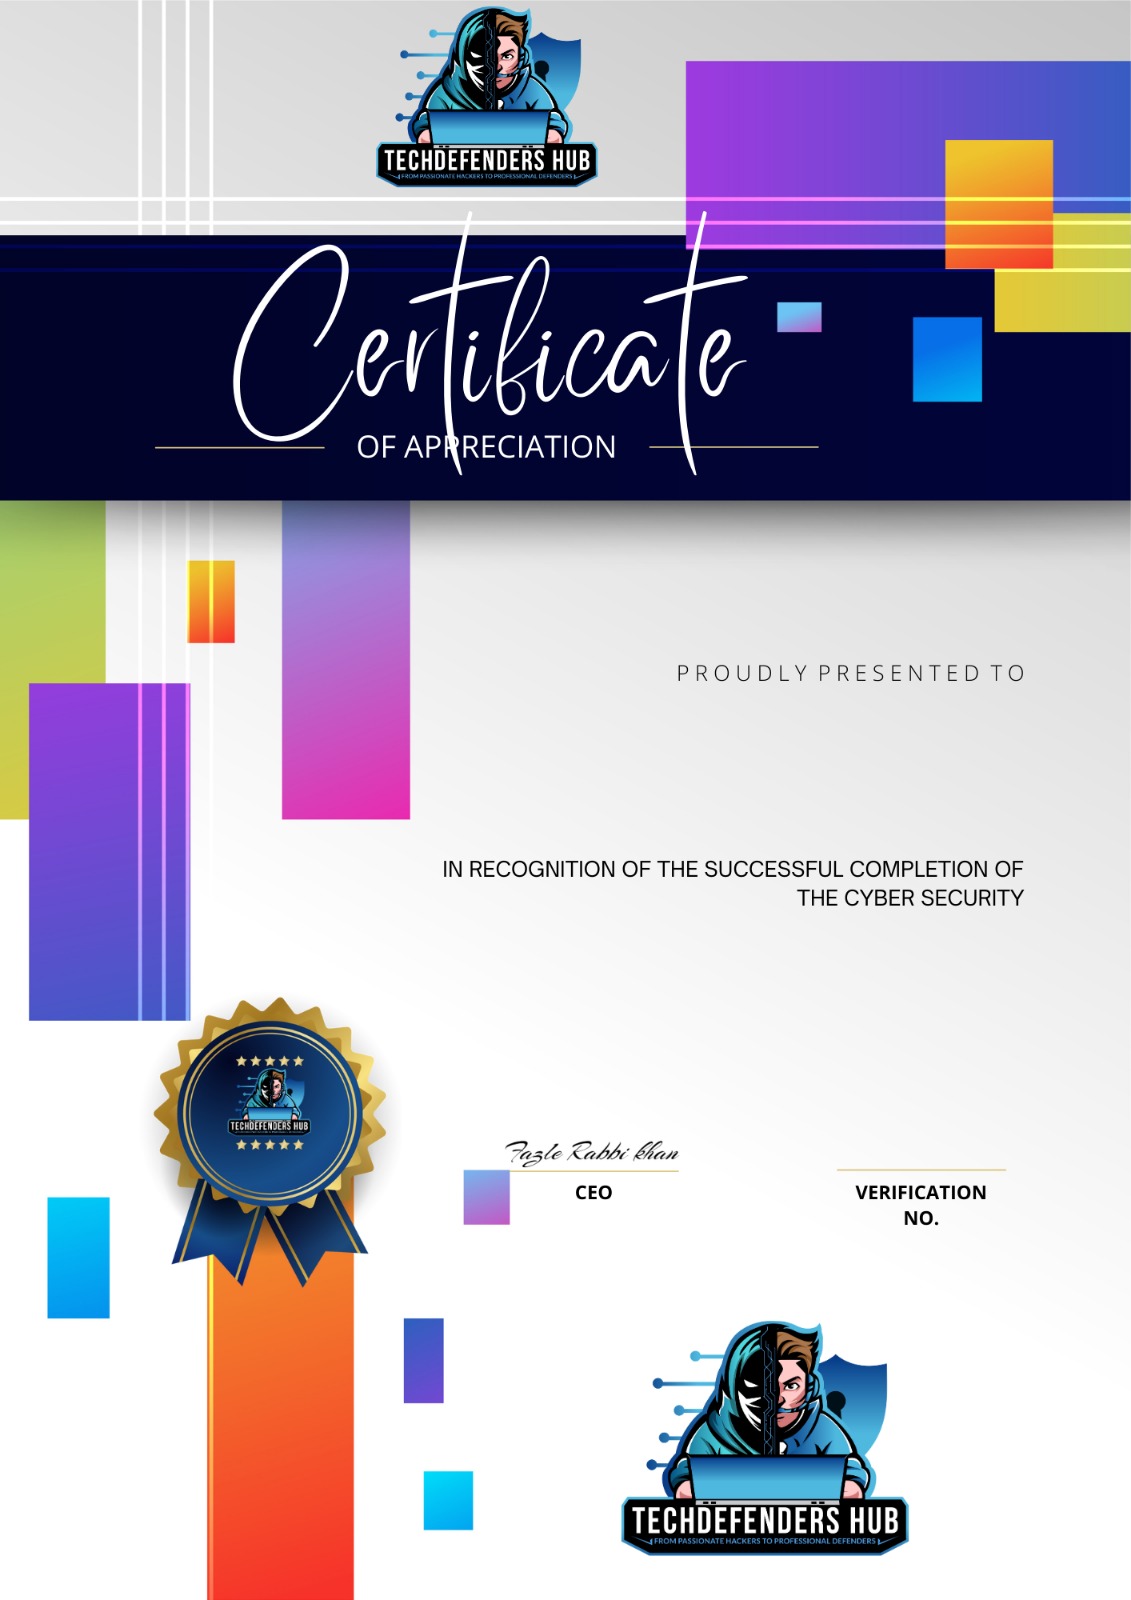 TECHDEFENDERS HUB
FROM PASSIONATE HACKERS TO PROFESSIONAL DEFENDERS
Certificate
OF APPRECIATION
PROUDLY PRESENTED TO
IN RECOGNITION OF THE SUCCESSFUL COMPLETION OF
THE CYBER SECURITY
TECHDEFENDERS HUB
Fazle Rabbi khan
CEO
VERIFICATION
NO.
TECHDEFENDERS HUB
FROM PASSIONATE HACKERS TO PROFESSIONAL DEFENDERS